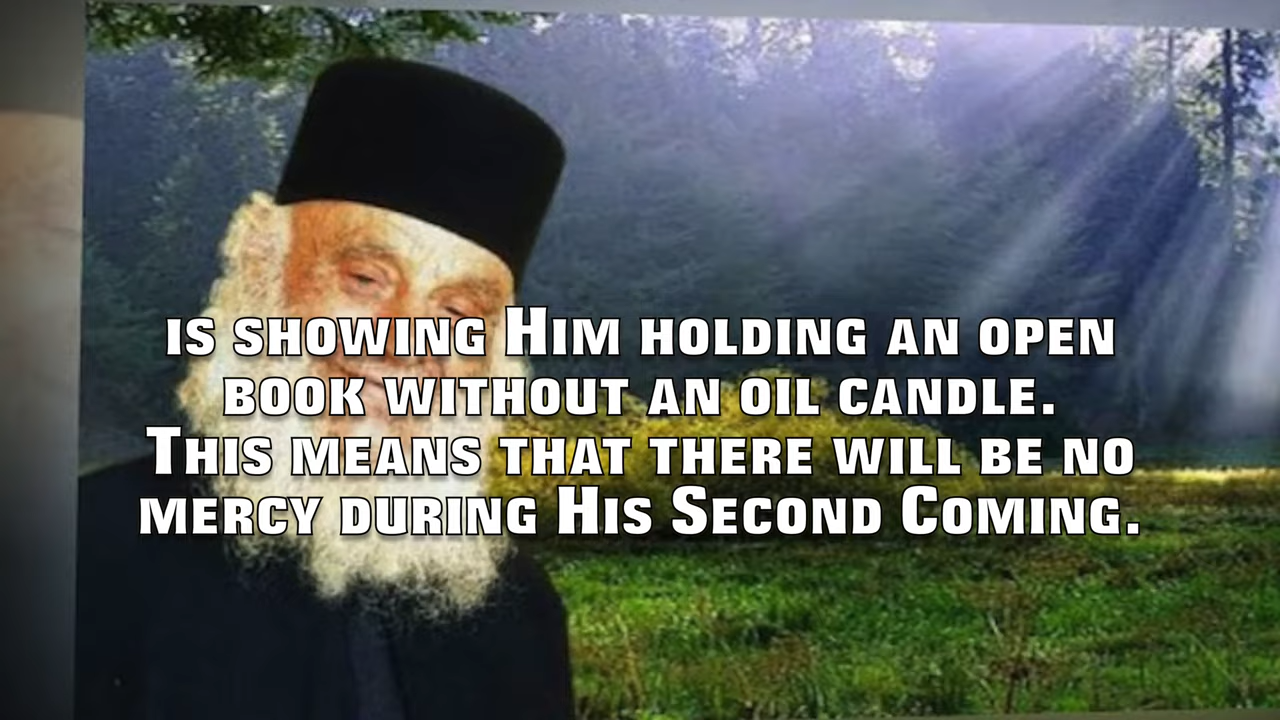 is showing Him holding an open
book without an oil candle.
This means that there will be no
mercy during His Second Coming.